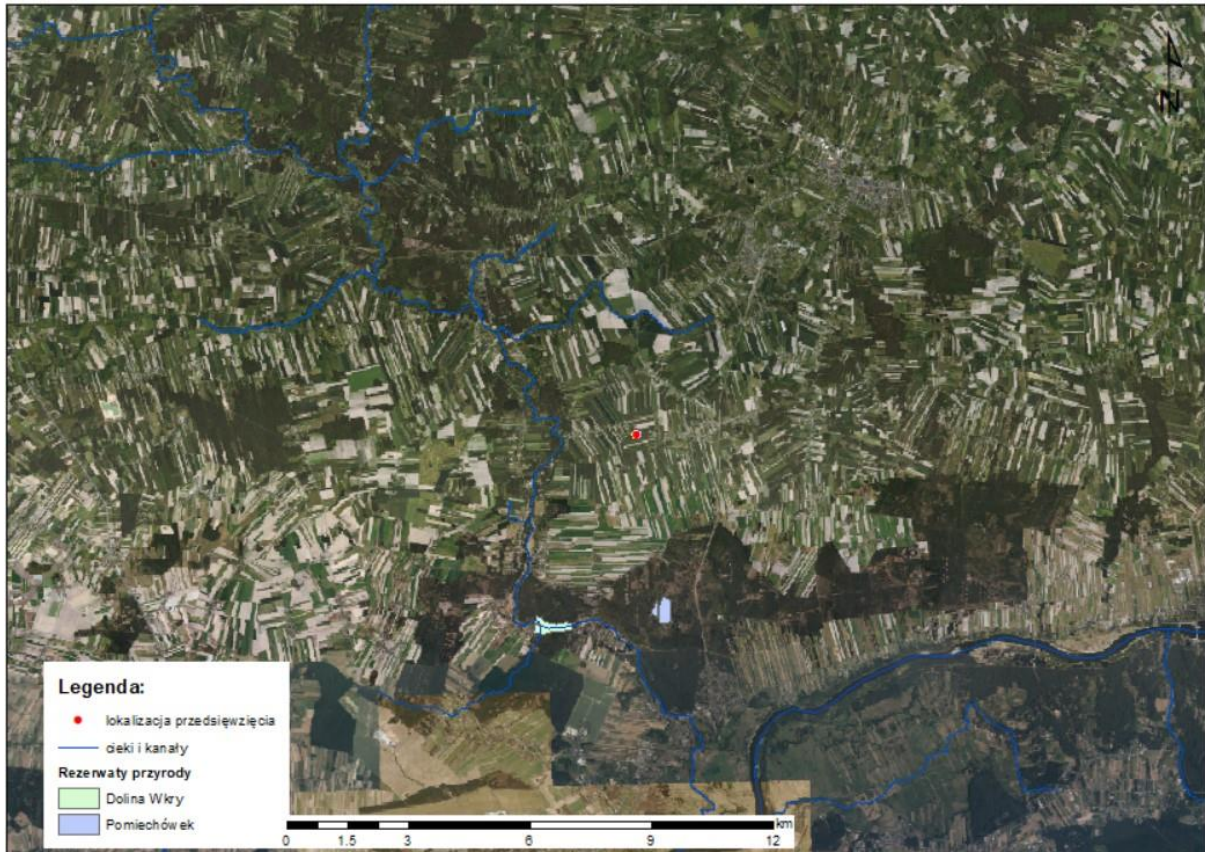 N
Legenda:
lokalizacja przedsięwzięcia
cieki i kanały
Rezerwaty przyrody
Dolina Wkry
Pomiechówek
km
0 1.5 3 6 9 12